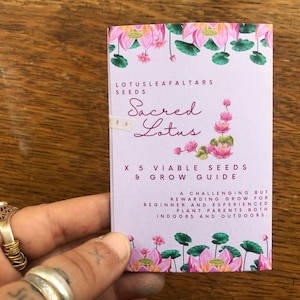 LOTUSLEAFALTARS
SEEDS
Sacred
Lotus
X 5 VIABLE SEEDS
& GROW GUIDE
A CHALLENGING BUT
REWARDING GROW FOR
BEGINNER AND EXPERIENCED
PLANT PARENTS BOTH
INDOORS AND OUTDOORS.